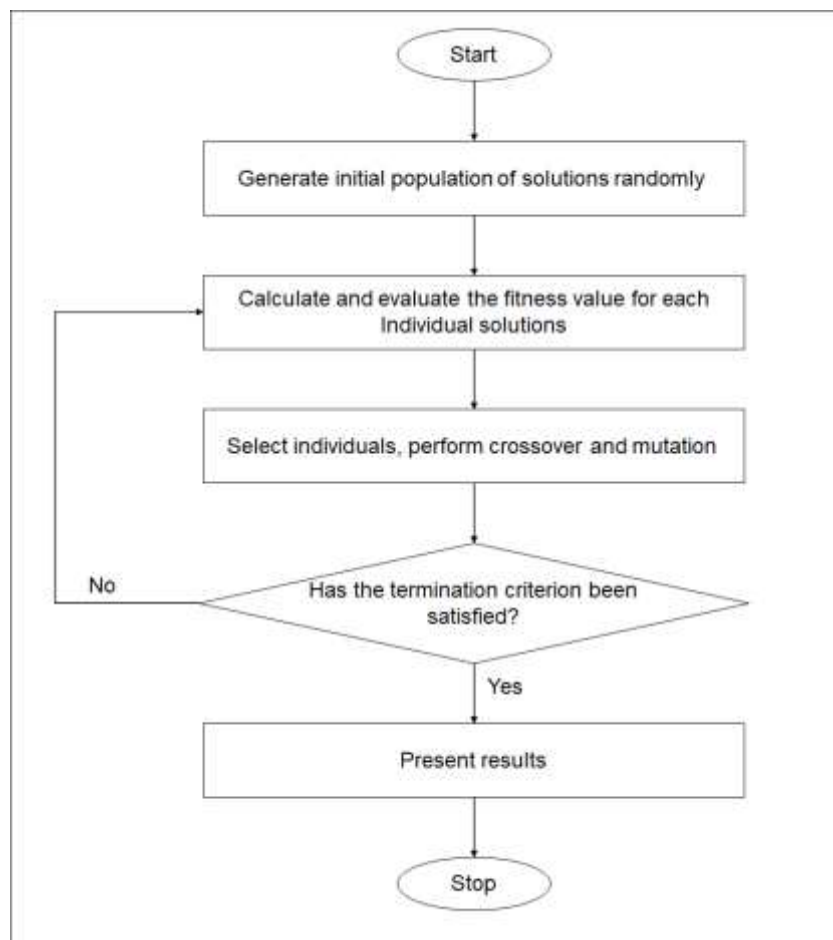 Start
Generate initial population of solutions randomly
Calculate and evaluate the fitness value for each
Individual solutions
Select individuals, perform crossover and mutation
Has the termination criterion been
satisfied?
No
Yes
Present results
Stop